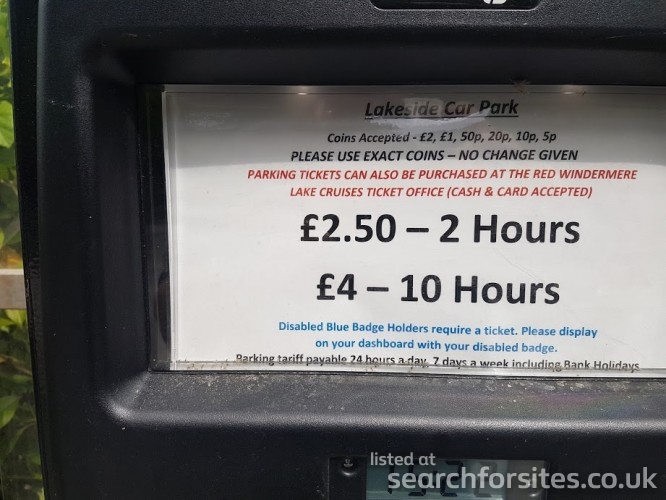 Lakeside Car Park
Coins Accepted - £2, £1, 50p, 20p, 10p, 5p
PLEASE USE EXACT COINS – NO CHANGE GIVEN
PARKING TICKETS CAN ALSO BE PURCHASED AT THE RED WINDERMERE
LAKE CRUISES TICKET OFFICE (CASH & CARD ACCEPTED)
£2.50 – 2 Hours
£4 – 10 Hours
Disabled Blue Badge Holders require a ticket. Please display
on your dashboard with your disabled badge.
Parking tariff payable 24 hours a day, 7 days a week including Bank Holidays
listed at
searchforsites.co.uk